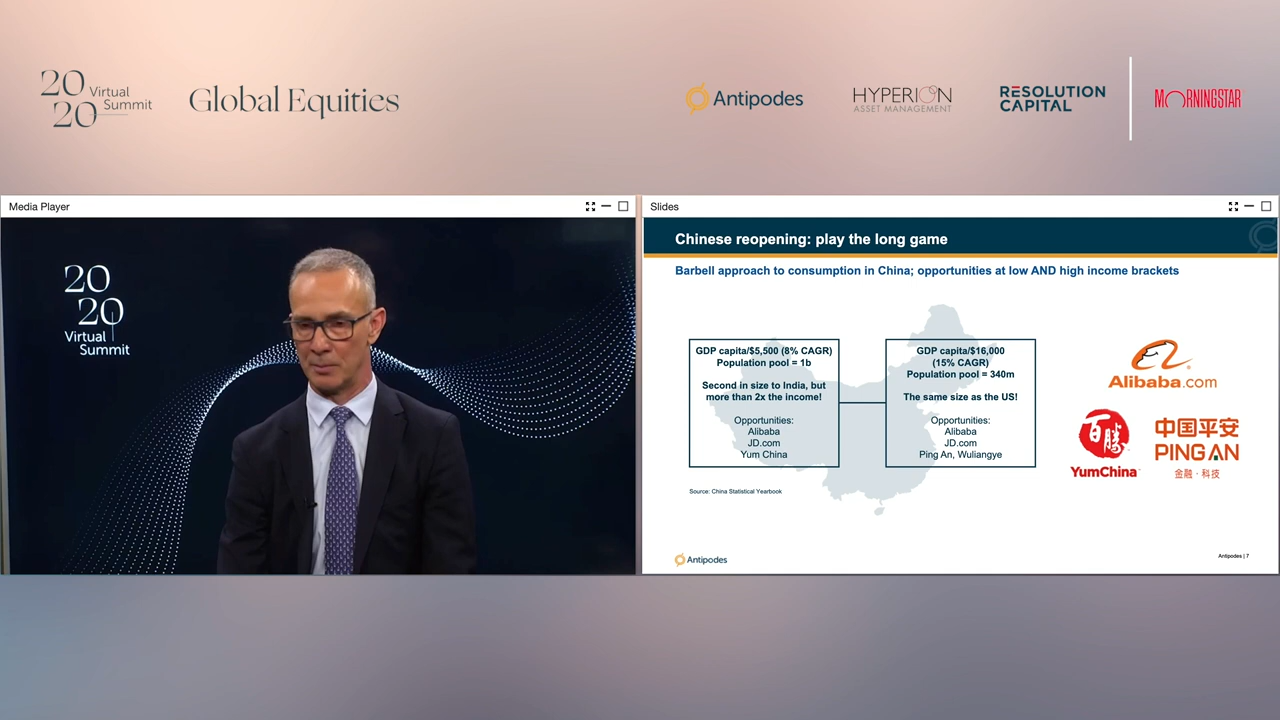 20
20
Virtual
Summit
Global Equities
Antipodes
HYPERION
ASSET MANAGEMENT
RESOLUTION
CAPITAL
MORNINGSTAR
Media Player
20
20
Virtual
Summit
Slides
Chinese reopening: play the long game
Barbell approach to consumption in China; opportunities at low AND high income brackets
GDP capita/$5,500 (8% CAGR)
Population pool = 1b
Second in size to India, but
more than 2x the income!
Opportunities:
Alibaba
JD.com
Yum China
GDP capita/$16,000
(15% CAGR)
Population pool = 340m
The same size as the US!
Opportunities:
Alibaba
JD.com
Ping An, Wuliangye
Alibaba.com
百勝
YumChina
中国平安
PING AN
金融·科技
Source: China Statistical Yearbook
Antipodes
Antipodes | 7